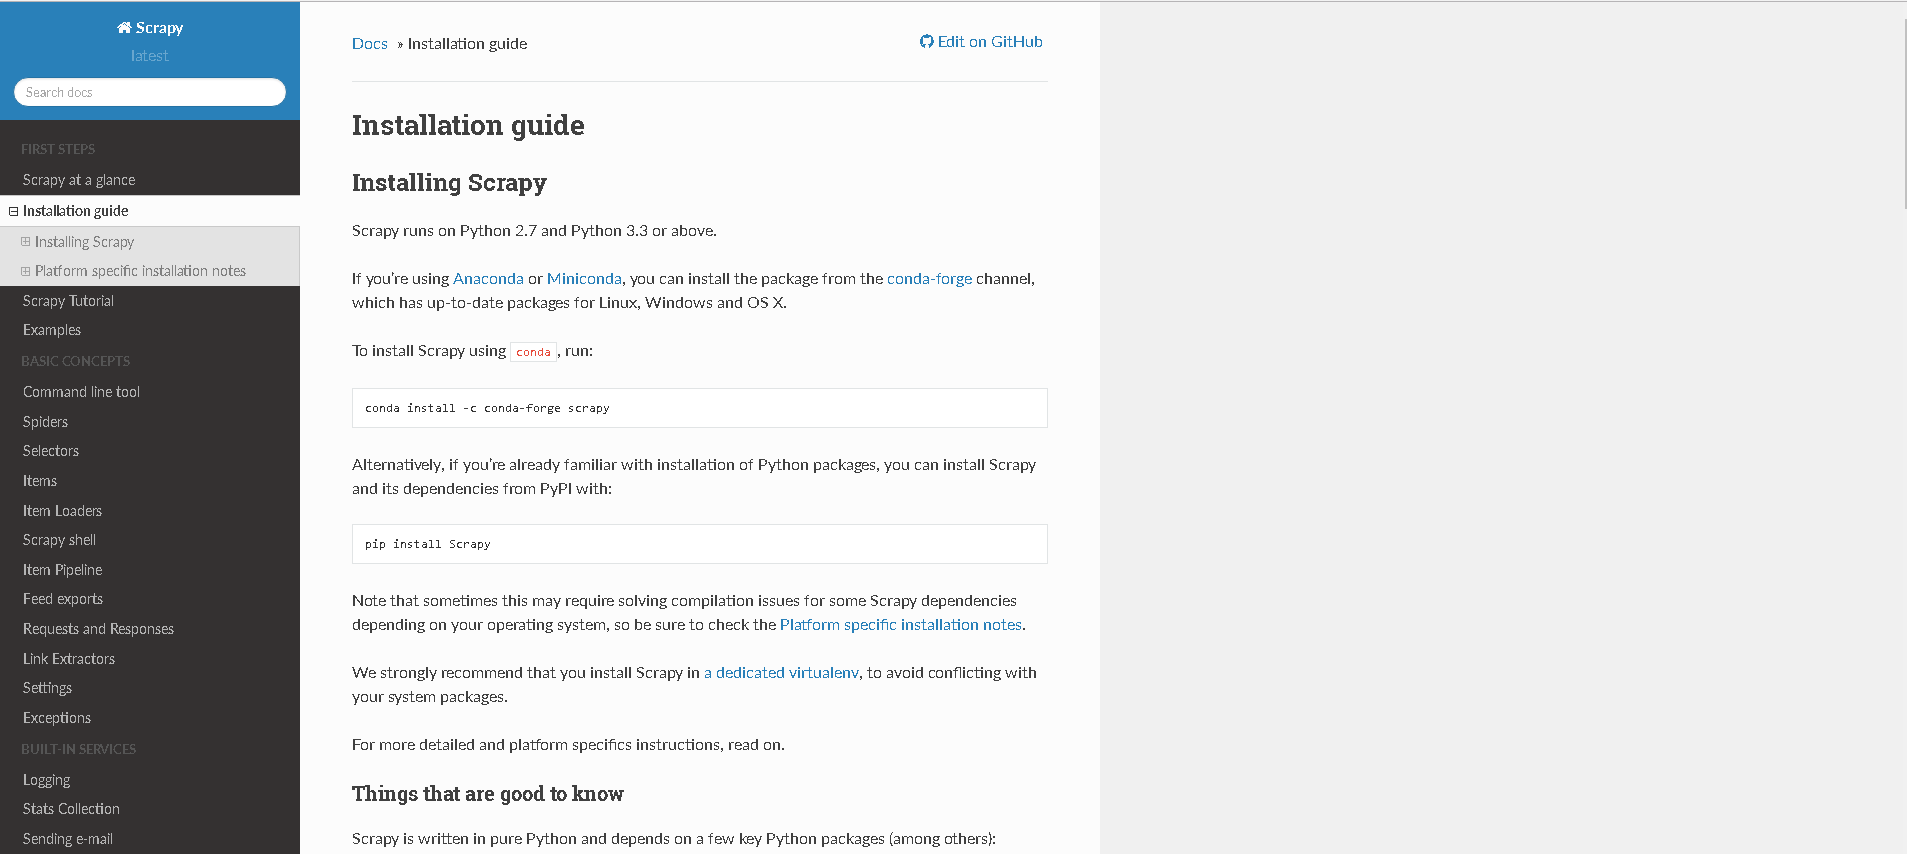 Scrapy
latest
Search docs
FIRST STEPS
Scrapy at a glance
Installation guide
Installing Scrapy
Platform specific installation notes
Scrapy Tutorial
Examples
BASIC CONCEPTS
Command line tool
Spiders
Selectors
Items
Item Loaders
Scrapy shell
Item Pipeline
Feed exports
Requests and Responses
Link Extractors
Settings
Exceptions
BUILT-IN SERVICES
Logging
Stats Collection
Sending e-mail
Docs » Installation guide
Edit on GitHub
Installation guide
Installing Scrapy
Scrapy runs on Python 2.7 and Python 3.3 or above.
If you're using Anaconda or Miniconda, you can install the package from the conda-forge channel,
which has up-to-date packages for Linux, Windows and OS X.
To install Scrapy using conda, run:
conda install -c conda-forge scrapy
Alternatively, if you're already familiar with installation of Python packages, you can install Scrapy
and its dependencies from PyPI with:
pip install Scrapy
Note that sometimes this may require solving compilation issues for some Scrapy dependencies
depending on your operating system, so be sure to check the Platform specific installation notes.
We strongly recommend that you install Scrapy in a dedicated virtualenv, to avoid conflicting with
your system packages.
For more detailed and platform specifics instructions, read on.
Things that are good to know
Scrapy is written in pure Python and depends on a few key Python packages (among others):